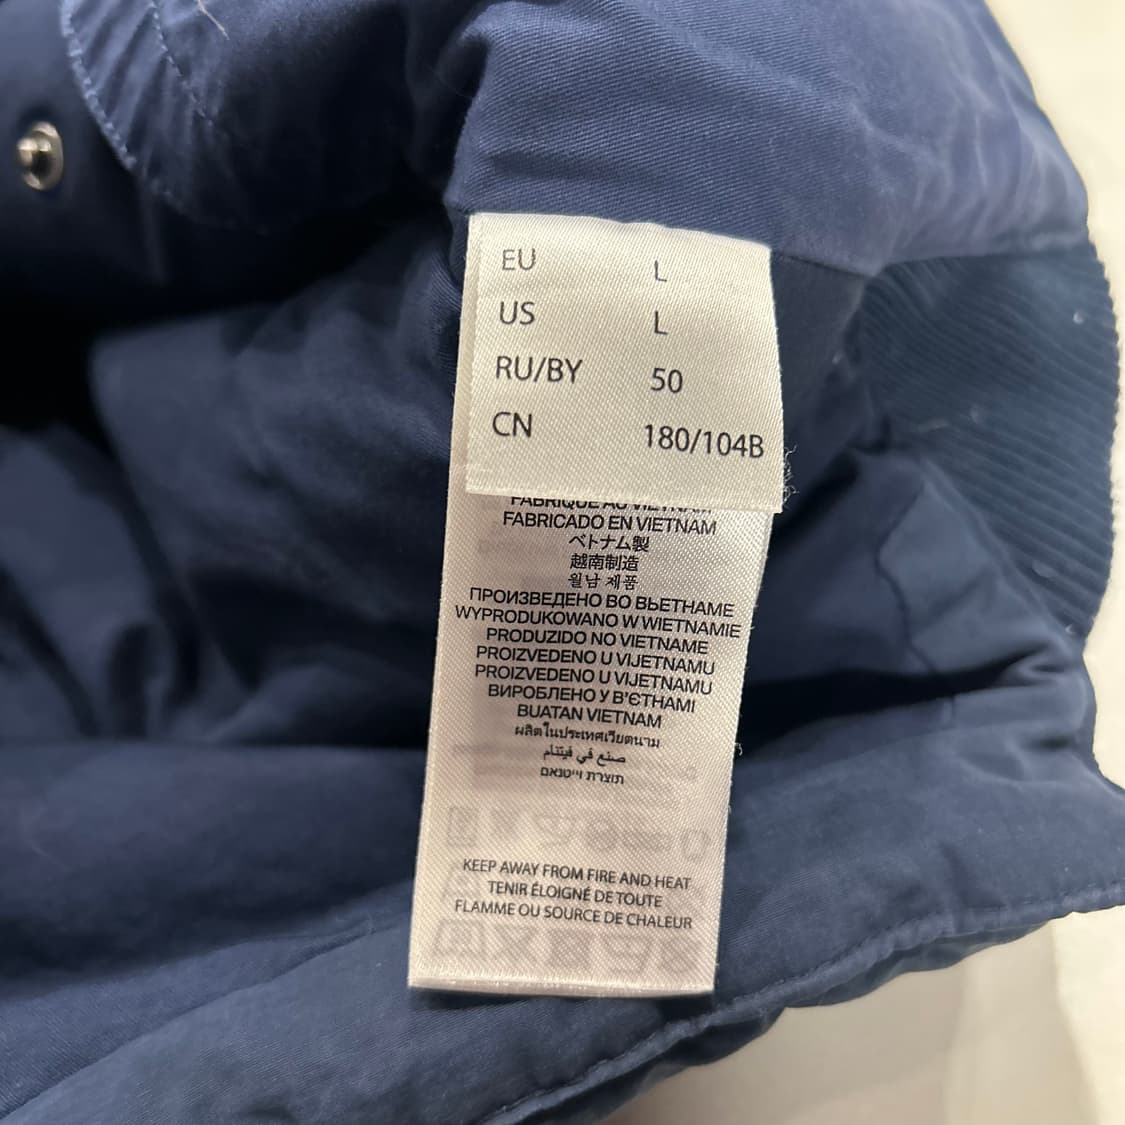 EU L
US L
RU/BY 50
CN 180/104B
FABRIQUÉ AU VIETNAM
FABRICADO EN VIETNAM
ベトナム製
越南制造
월남 제품
ПРОИЗВЕДЕНО ВО ВЬЕТНАМЕ
WYPRODUKOWANO W WIETNAMIE
PRODUZIDO NO VIETNAME
PROIZVEDENO U VIJETNAMU
PROIZVEDENO U VIJETNAMU
ВИРОБЛЕНО У В'ЄТНАМІ
BUATAN VIETNAM
ผลิตในประเทศเวียตนาม
صنع في فيتنام
תוצרת וייטנאם
KEEP AWAY FROM FIRE AND HEAT
TENIR ÉLOIGNÉ DE TOUTE
FLAMME OU SOURCE DE CHALEUR